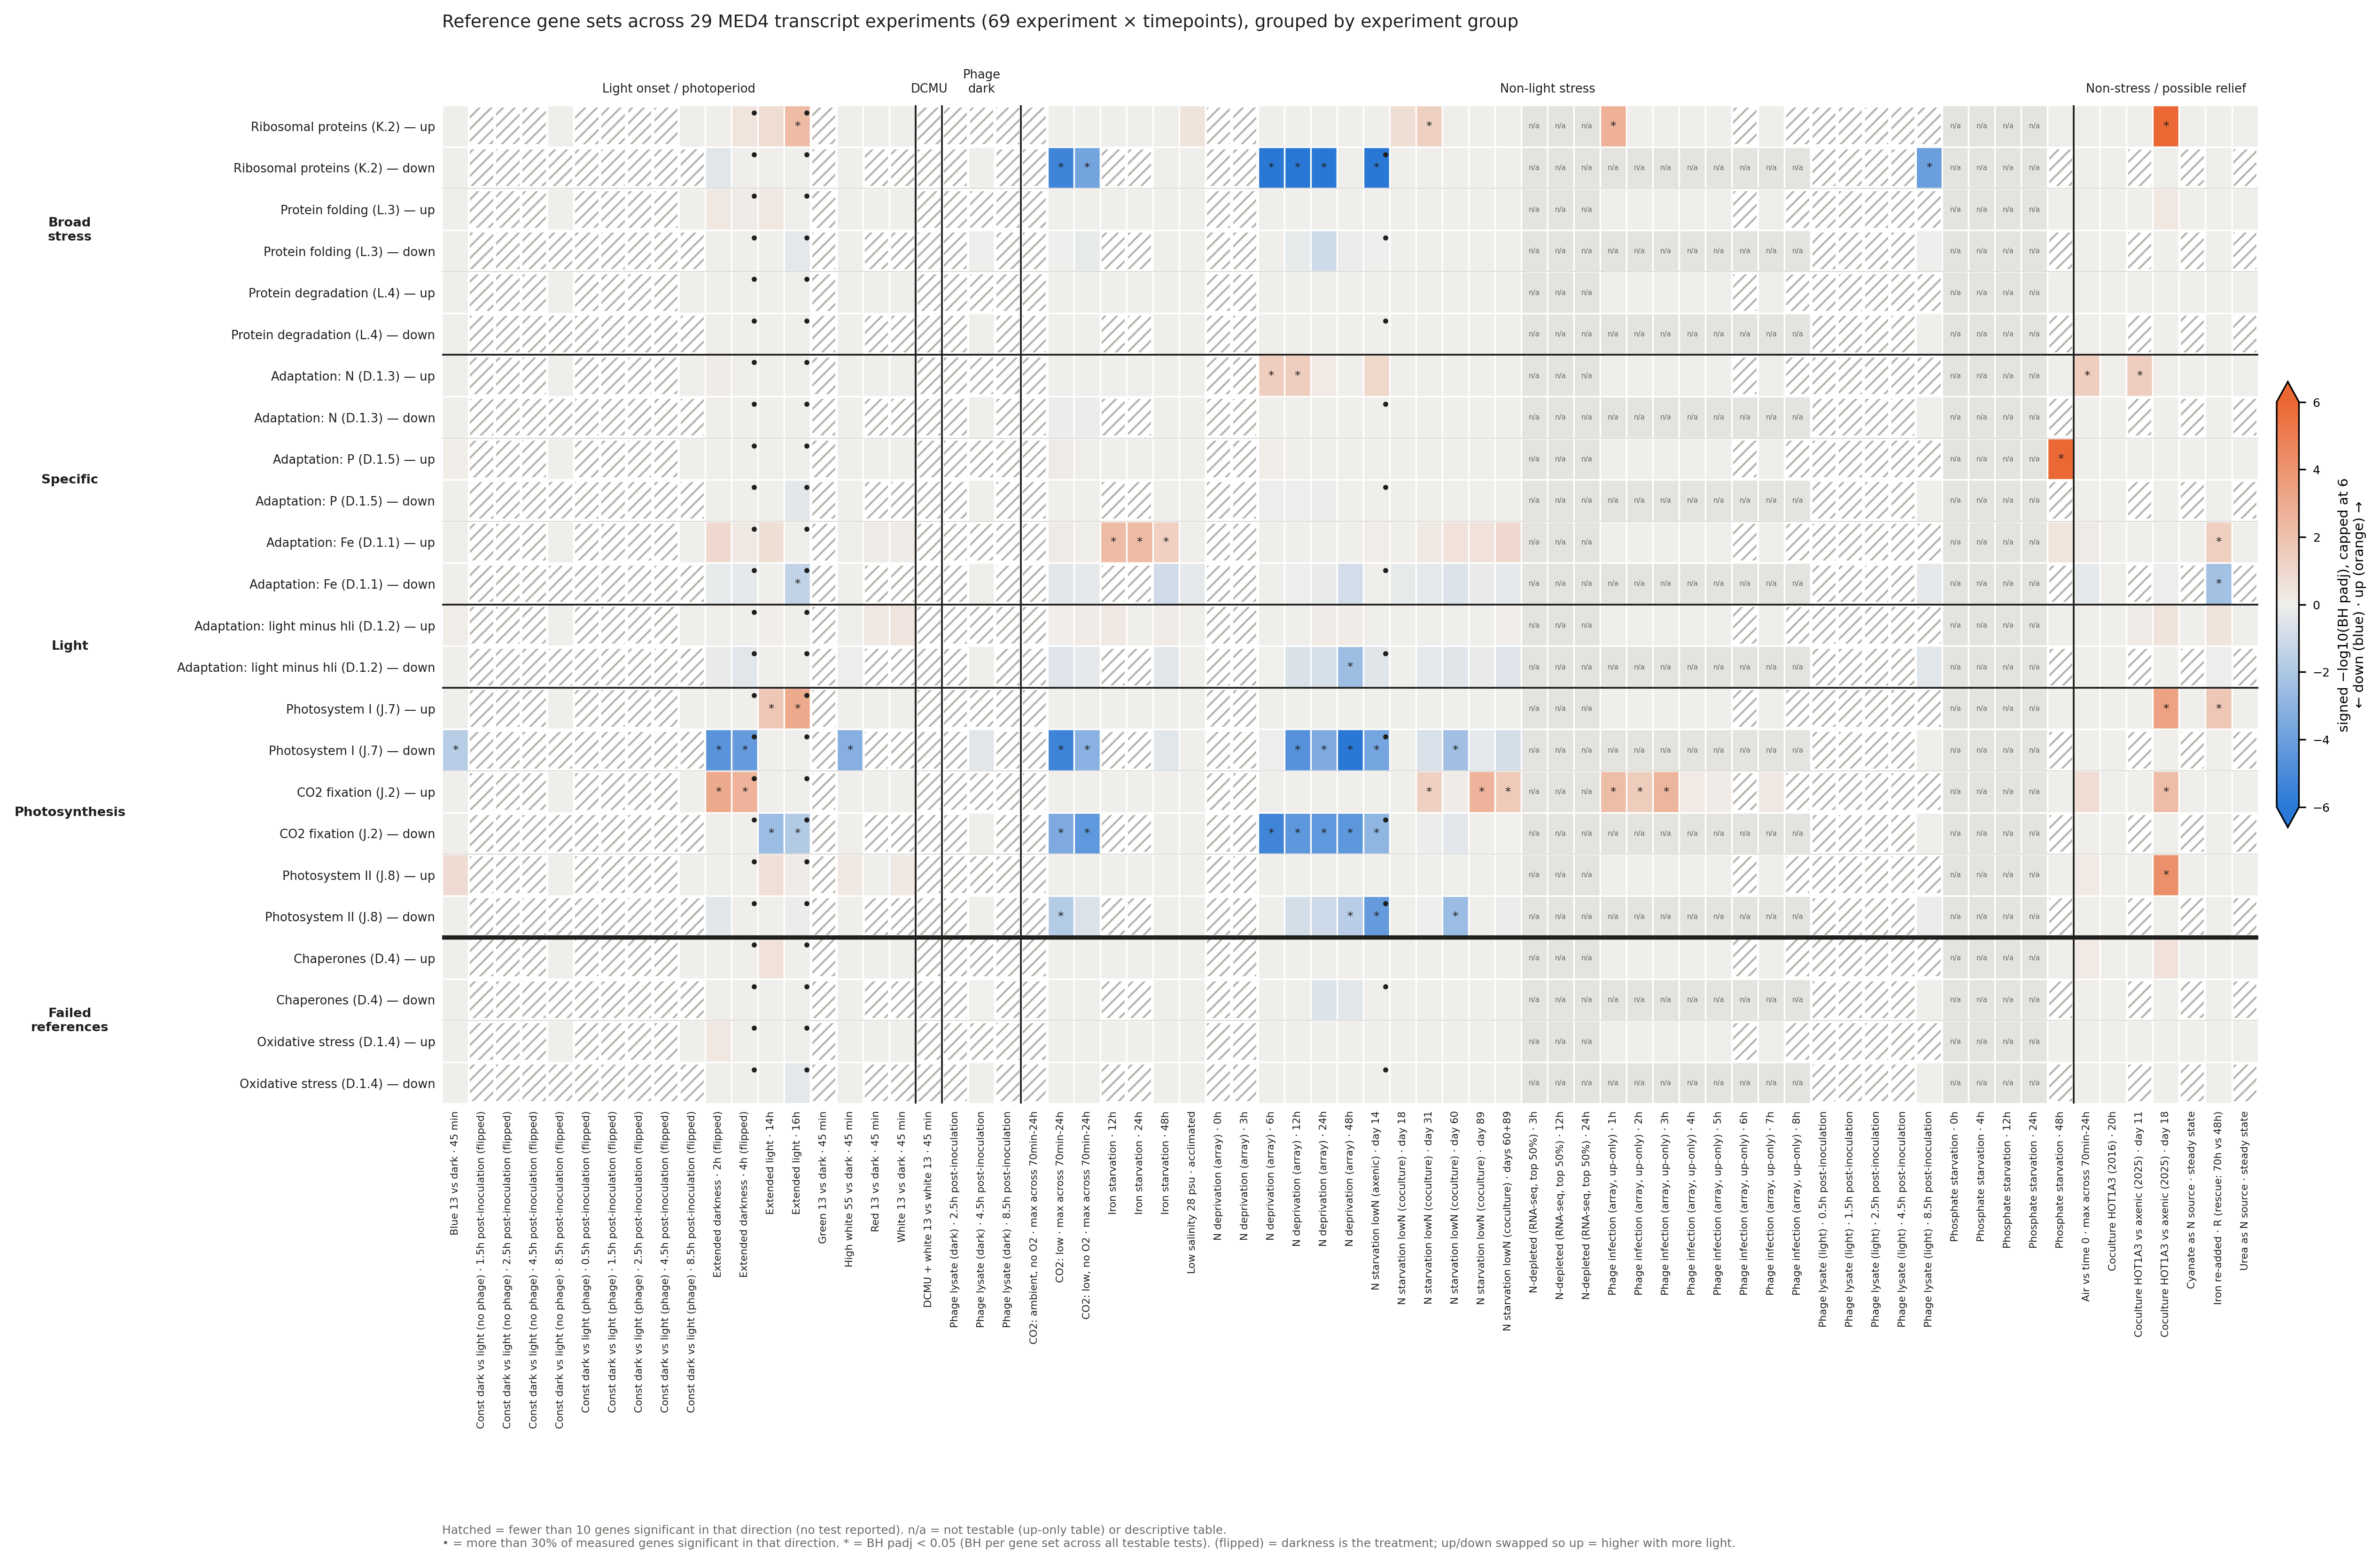 Reference gene sets across 29 MED4 transcript experiments (69 experiment × timepoints), grouped by experiment group
Light onset / photoperiod
DCMU
Phage
dark
Non-light stress
Non-stress / possible relief
Broad
stress
Ribosomal proteins (K.2) — up
Ribosomal proteins (K.2) — down
Protein folding (L.3) — up
Protein folding (L.3) — down
Protein degradation (L.4) — up
Protein degradation (L.4) — down
Specific
Adaptation: N (D.1.3) — up
Adaptation: N (D.1.3) — down
Adaptation: P (D.1.5) — up
Adaptation: P (D.1.5) — down
Adaptation: Fe (D.1.1) — up
Adaptation: Fe (D.1.1) — down
Light
Adaptation: light minus hli (D.1.2) — up
Adaptation: light minus hli (D.1.2) — down
Photosynthesis
Photosystem I (J.7) — up
Photosystem I (J.7) — down
CO2 fixation (J.2) — up
CO2 fixation (J.2) — down
Photosystem II (J.8) — up
Photosystem II (J.8) — down
Failed
references
Chaperones (D.4) — up
Chaperones (D.4) — down
Oxidative stress (D.1.4) — up
Oxidative stress (D.1.4) — down
6
4
2
0
−2
−4
−6
signed −log10(BH padj), capped at 6
← down (blue) · up (orange) →
Blue 13 vs dark · 45 min
Const dark vs light (no phage) · 1.5h post-inoculation (flipped)
Const dark vs light (no phage) · 2.5h post-inoculation (flipped)
Const dark vs light (no phage) · 4.5h post-inoculation (flipped)
Const dark vs light (no phage) · 8.5h post-inoculation (flipped)
Const dark vs light (phage) · 0.5h post-inoculation (flipped)
Const dark vs light (phage) · 1.5h post-inoculation (flipped)
Const dark vs light (phage) · 2.5h post-inoculation (flipped)
Const dark vs light (phage) · 4.5h post-inoculation (flipped)
Const dark vs light (phage) · 8.5h post-inoculation (flipped)
Extended darkness · 2h (flipped)
Extended darkness · 4h (flipped)
Extended light · 14h
Extended light · 16h
Green 13 vs dark · 45 min
High white 55 vs dark · 45 min
Red 13 vs dark · 45 min
White 13 vs dark · 45 min
DCMU + white 13 vs white 13 · 45 min
Phage lysate (dark) · 2.5h post-inoculation
Phage lysate (dark) · 4.5h post-inoculation
Phage lysate (dark) · 8.5h post-inoculation
CO2: ambient, no O2 · max across 70min-24h
CO2: low · max across 70min-24h
CO2: low, no O2 · max across 70min-24h
Iron starvation · 12h
Iron starvation · 24h
Iron starvation · 48h
Low salinity 28 psu · acclimated
N deprivation (array) · 0h
N deprivation (array) · 3h
N deprivation (array) · 6h
N deprivation (array) · 12h
N deprivation (array) · 24h
N deprivation (array) · 48h
N starvation lowN (axenic) · day 14
N starvation lowN (coculture) · day 18
N starvation lowN (coculture) · day 31
N starvation lowN (coculture) · day 60
N starvation lowN (coculture) · day 89
N starvation lowN (coculture) · days 60+89
N-depleted (RNA-seq, top 50%) · 3h
N-depleted (RNA-seq, top 50%) · 12h
N-depleted (RNA-seq, top 50%) · 24h
Phage infection (array, up-only) · 1h
Phage infection (array, up-only) · 2h
Phage infection (array, up-only) · 3h
Phage infection (array, up-only) · 4h
Phage infection (array, up-only) · 5h
Phage infection (array, up-only) · 6h
Phage infection (array, up-only) · 7h
Phage infection (array, up-only) · 8h
Phage lysate (light) · 0.5h post-inoculation
Phage lysate (light) · 1.5h post-inoculation
Phage lysate (light) · 2.5h post-inoculation
Phage lysate (light) · 4.5h post-inoculation
Phage lysate (light) · 8.5h post-inoculation
Phosphate starvation · 0h
Phosphate starvation · 4h
Phosphate starvation · 12h
Phosphate starvation · 24h
Phosphate starvation · 48h
Air vs time 0 · max across 70min-24h
Coculture HOT1A3 (2016) · 20h
Coculture HOT1A3 vs axenic (2025) · day 11
Coculture HOT1A3 vs axenic (2025) · day 18
Cyanate as N source · steady state
Iron re-added · R (rescue: 70h vs 48h)
Urea as N source · steady state
Hatched = fewer than 10 genes significant in that direction (no test reported). n/a = not testable (up-only table) or descriptive table.
• = more than 30% of measured genes significant in that direction. * = BH padj < 0.05 (BH per gene set across all testable tests). (flipped) = darkness is the treatment; up/down swapped so up = higher with more light.